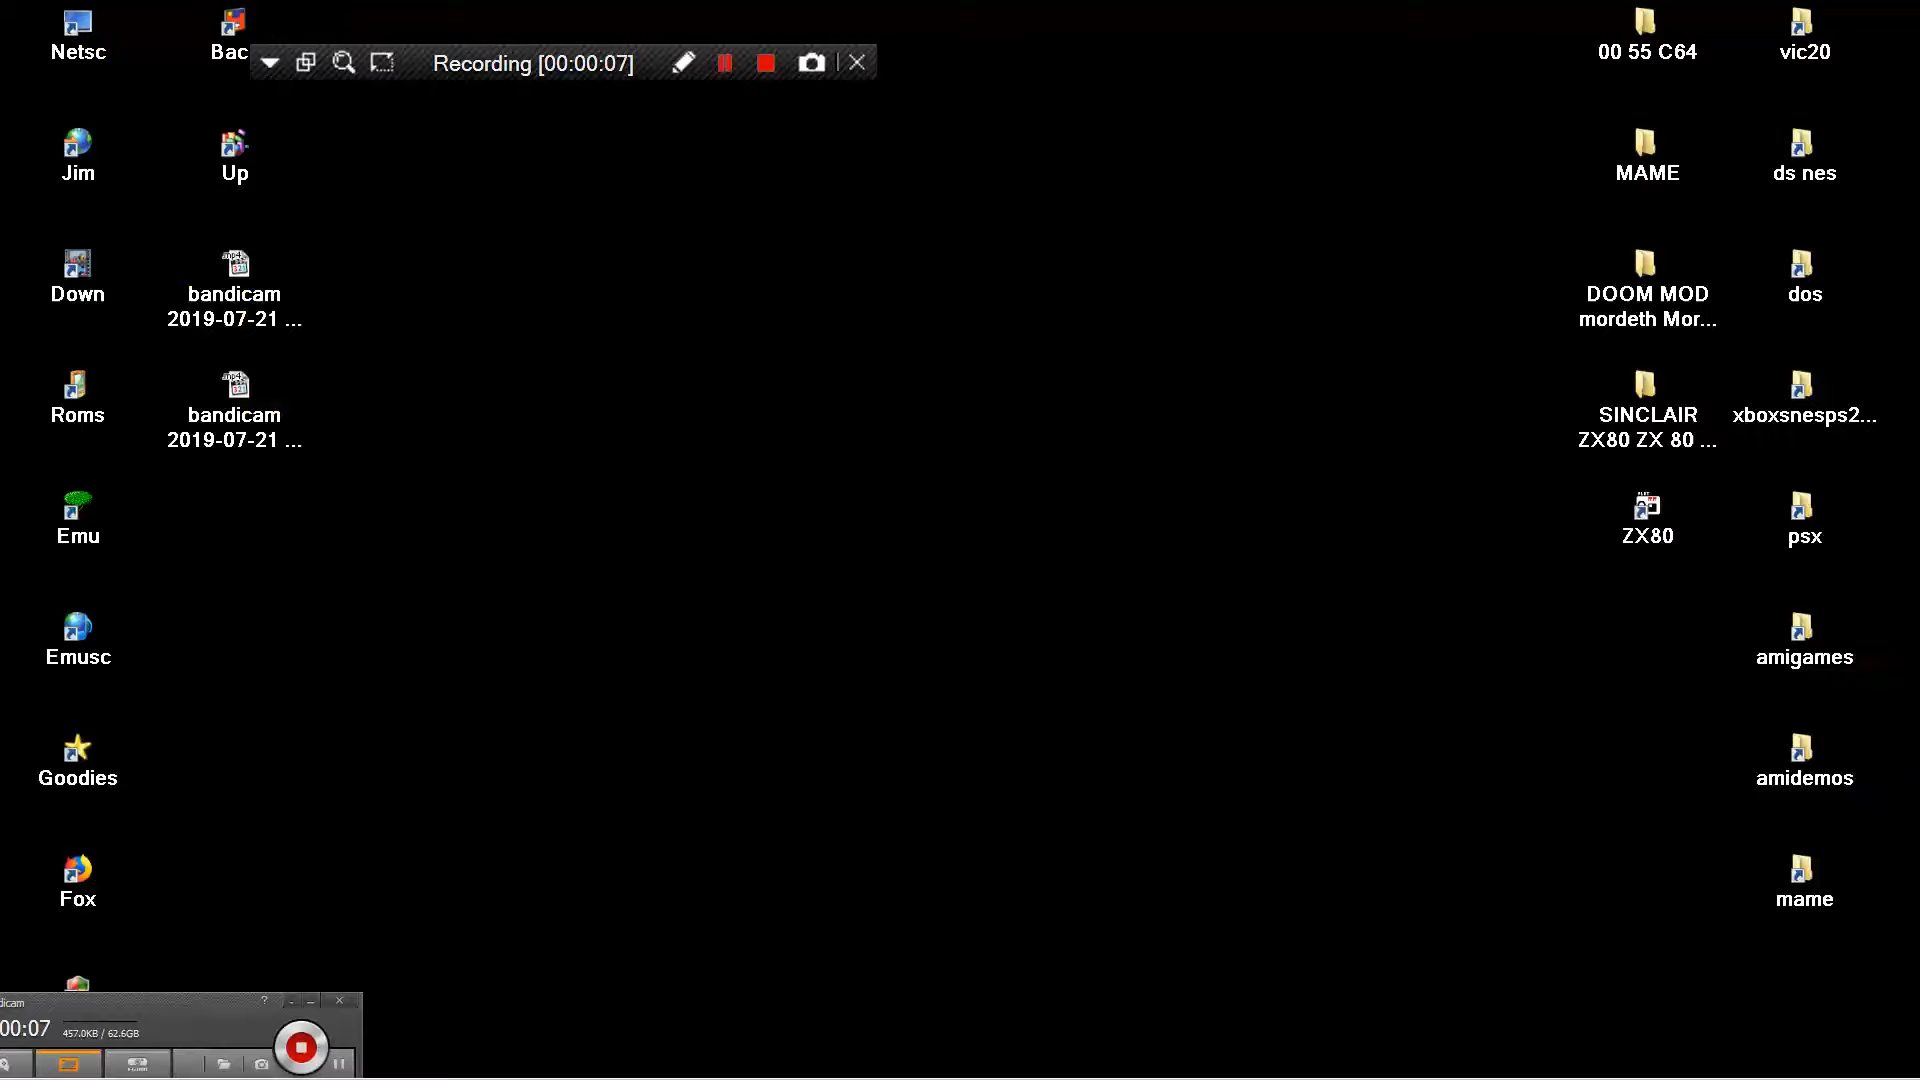 Netsc
Bac
Recording [00:00:07]
00 55 C64
vic20
Jim
Up
MAME
ds nes
Down
bandicam
2019-07-21 ...
DOOM MOD
mordeth Mor...
dos
Roms
bandicam
2019-07-21 ...
SINCLAIR
ZX80 ZX 80 ...
xboxsnesps2...
Emu
ZX80
psx
Emusc
amigames
Goodies
amidemos
Fox
mame
dicam
00:07
457.0KB / 62.6GB